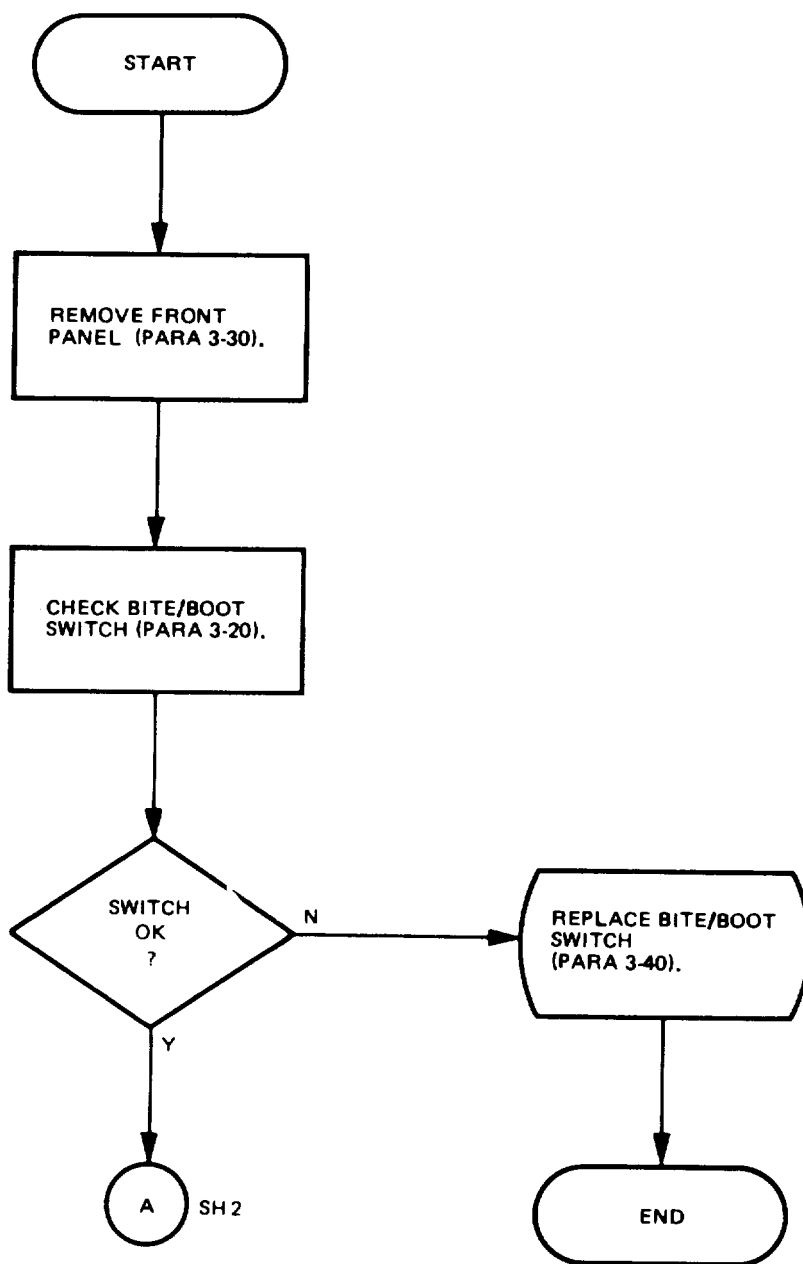 START
REMOVE FRONT
PANEL (PARA 3-30).
CHECK BITE/BOOT
SWITCH (PARA 3-20).
SWITCH
OK
?
N
REPLACE BITE/BOOT
SWITCH
(PARA 3-40).
Y
A
SH 2
END